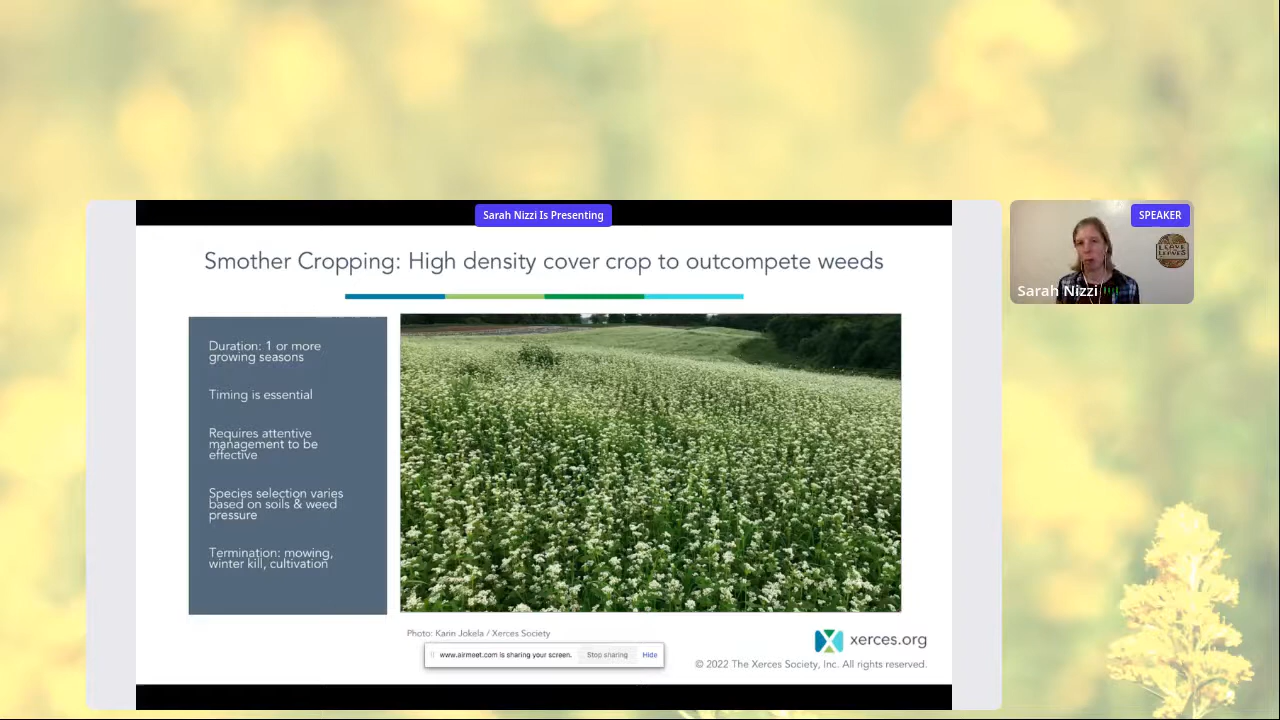 Sarah Nizzi Is Presenting
SPEAKER
LEAVE
LEAVES
Sarah Nizzi
Smother Cropping: High density cover crop to outcompete weeds
Duration: 1 or more
growing seasons
Timing is essential
Requires attentive
management to be
effective
Species selection varies
based on soils & weed
pressure
Termination: mowing,
winter kill, cultivation
Photo: Karin Jokela / Xerces Society
www.airmeet.com is sharing your screen.
Stop sharing
Hide
xerces.org
© 2022 The Xerces Society, Inc. All rights reserved.